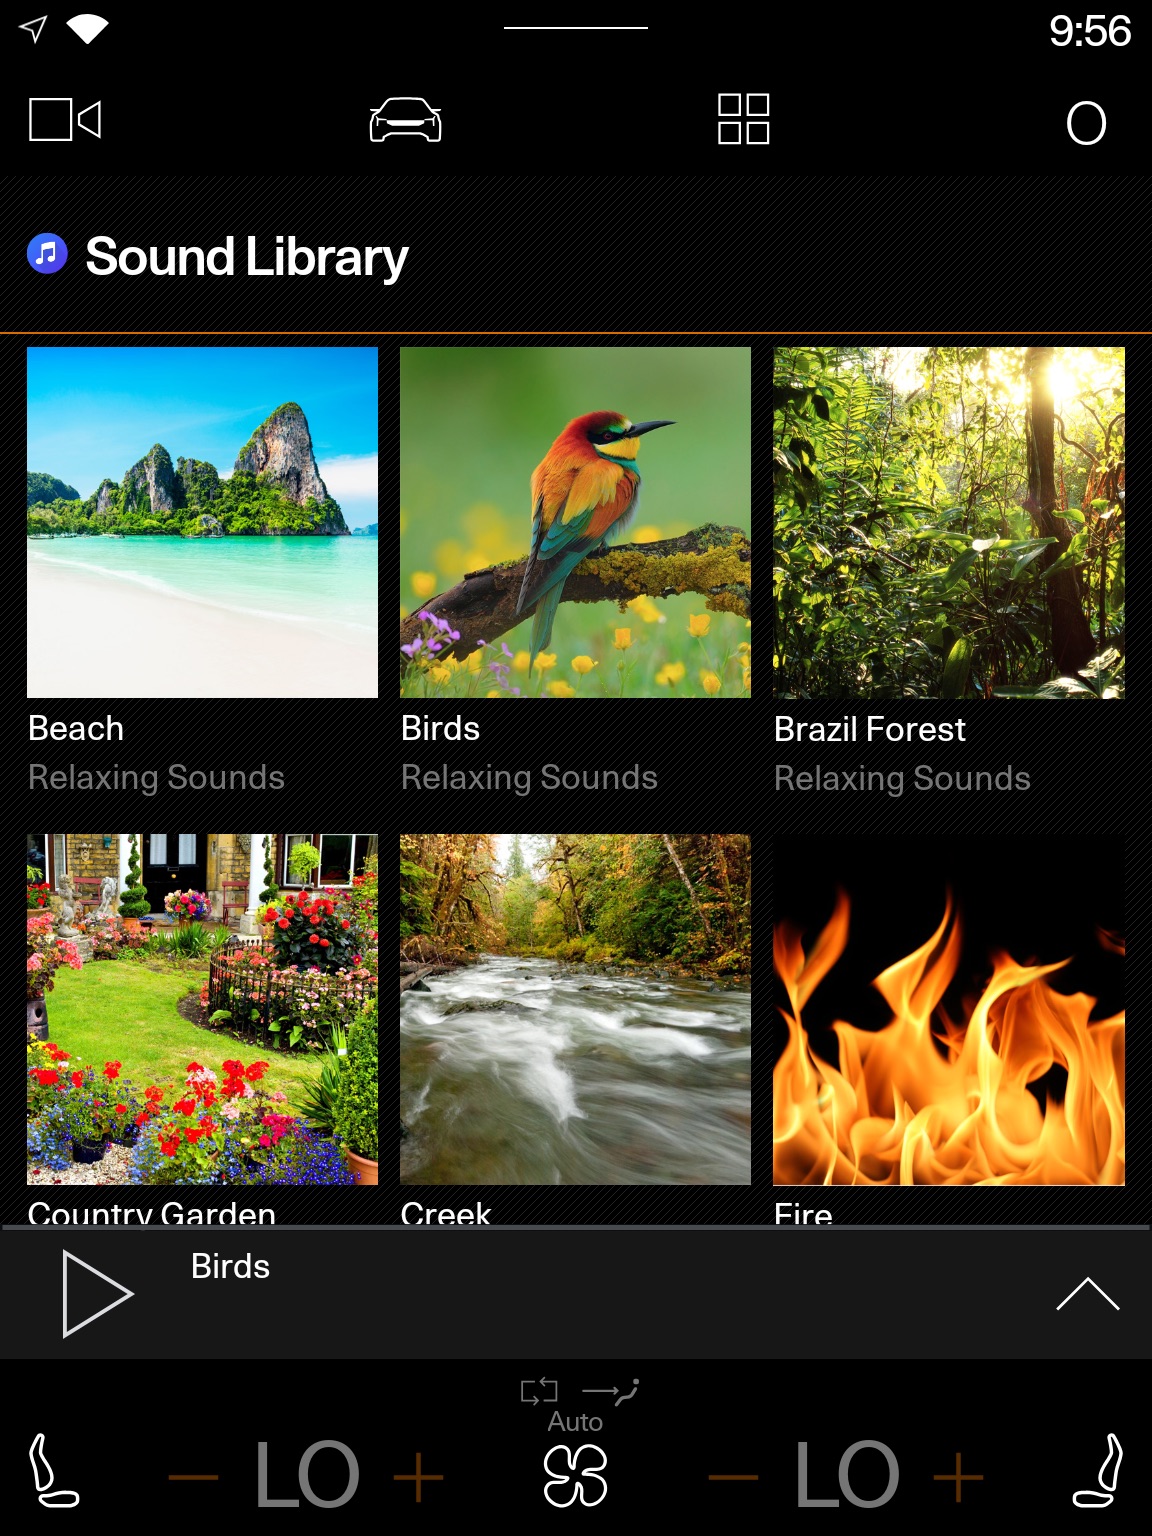 9:56
O
Sound Library
Beach
Relaxing Sounds
Birds
Relaxing Sounds
Brazil Forest
Relaxing Sounds
Country Garden
Creek
Fire
Birds
Auto
LO
LO